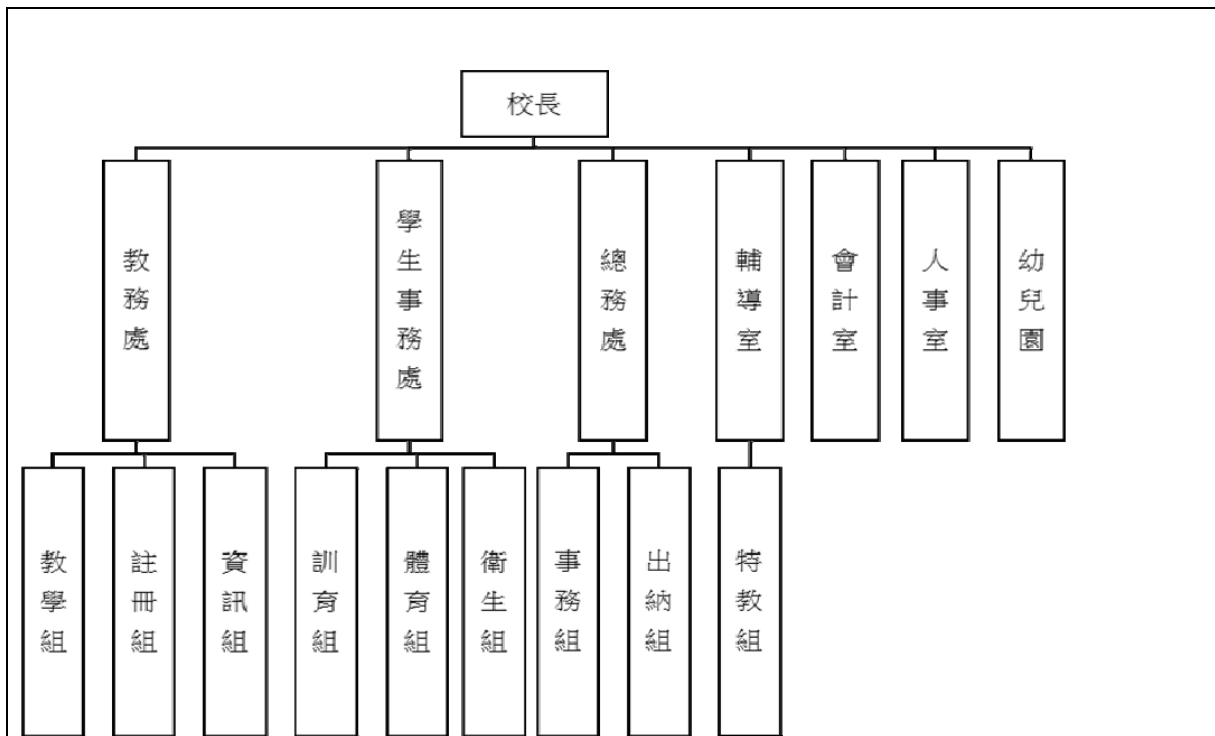 校長
教務處
學生事務處
總務處
輔導室
會計室
人事室
幼兒園
教學組
註冊組
資訊組
訓育組
體育組
衛生組
事務組
出納組
特教組